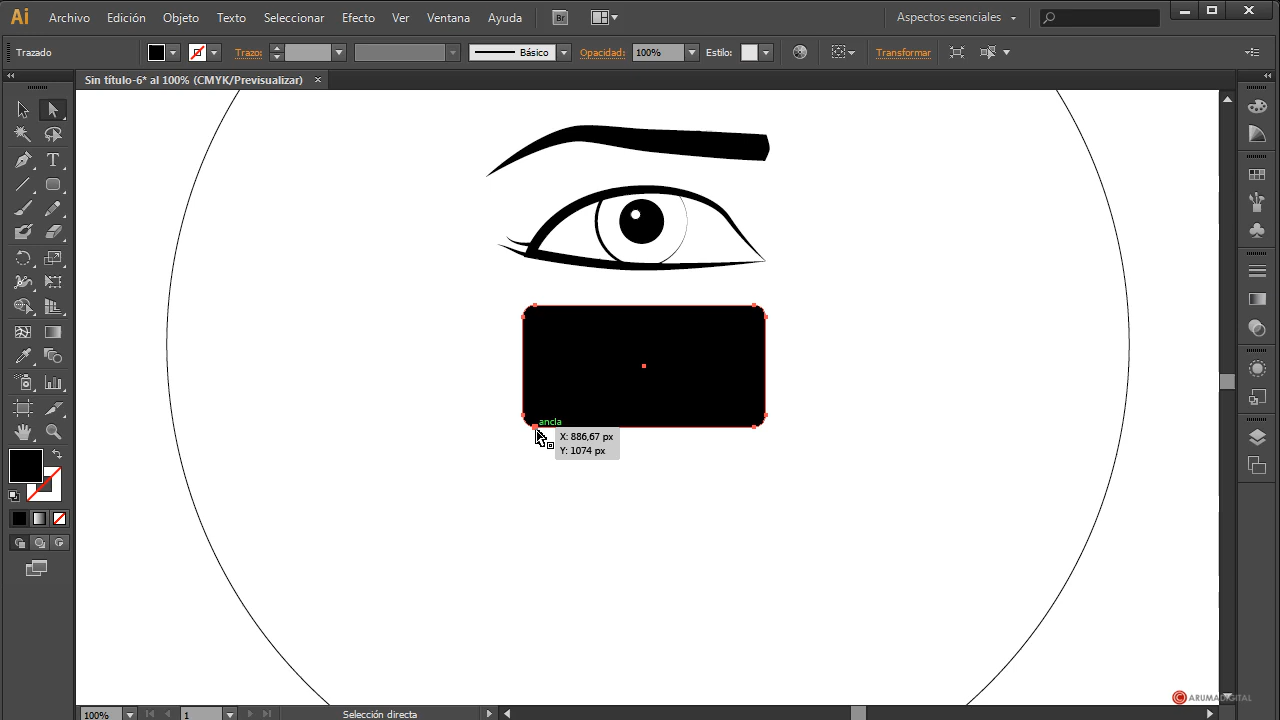 Ai Archivo Edición Objeto Texto Seleccionar Efecto Ver Ventana Ayuda Br Aspectos esenciales
Trazado Trazo: Básico Opacidad: 100% Estilo: Transformar
Sin título-6* al 100% (CMYK/Previsualizar) ×
T
ancla
X: 886,67 px
Y: 1074 px
ARUMADIGITAL
100% 1 Selección directa